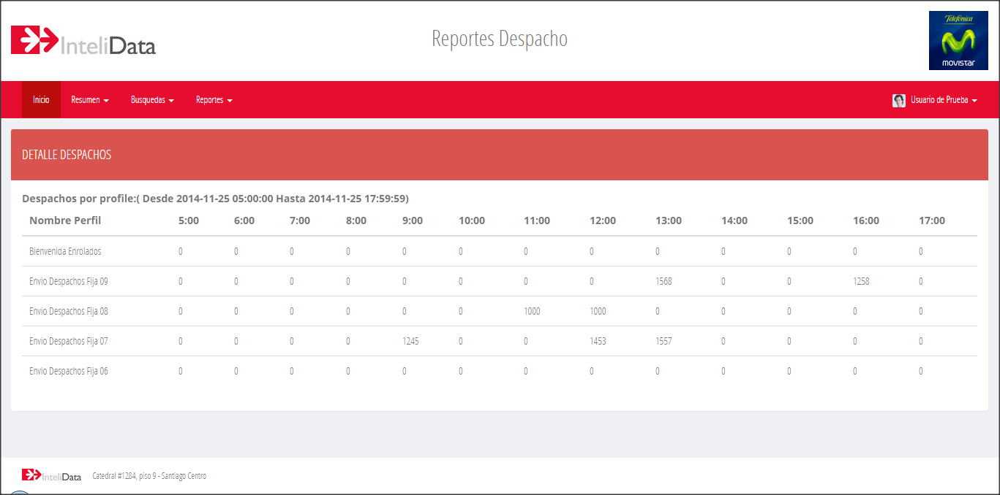 InteliData
Reportes Despacho
Telefónica
movistar
Inicio Resumen Busquedas Reportes Usuario de Prueba
DETALLE DESPACHOS
Despachos por profile:( Desde 2014-11-25 05:00:00 Hasta 2014-11-25 17:59:59)
Nombre Perfil 5:00 6:00 7:00 8:00 9:00 10:00 11:00 12:00 13:00 14:00 15:00 16:00 17:00
Bienvenida Enrolados 0 0 0 0 0 0 0 0 0 0 0 0 0
Envio Despachos Fija 09 0 0 0 0 0 0 0 0 1568 0 0 1258 0
Envio Despachos Fija 08 0 0 0 0 0 0 1000 1000 0 0 0 0 0
Envio Despachos Fija 07 0 0 0 0 1245 0 0 1453 1557 0 0 0 0
Envio Despachos Fija 06 0 0 0 0 0 0 0 0 0 0 0 0 0
InteliData Catedral #1284, piso 9 - Santiago Centro